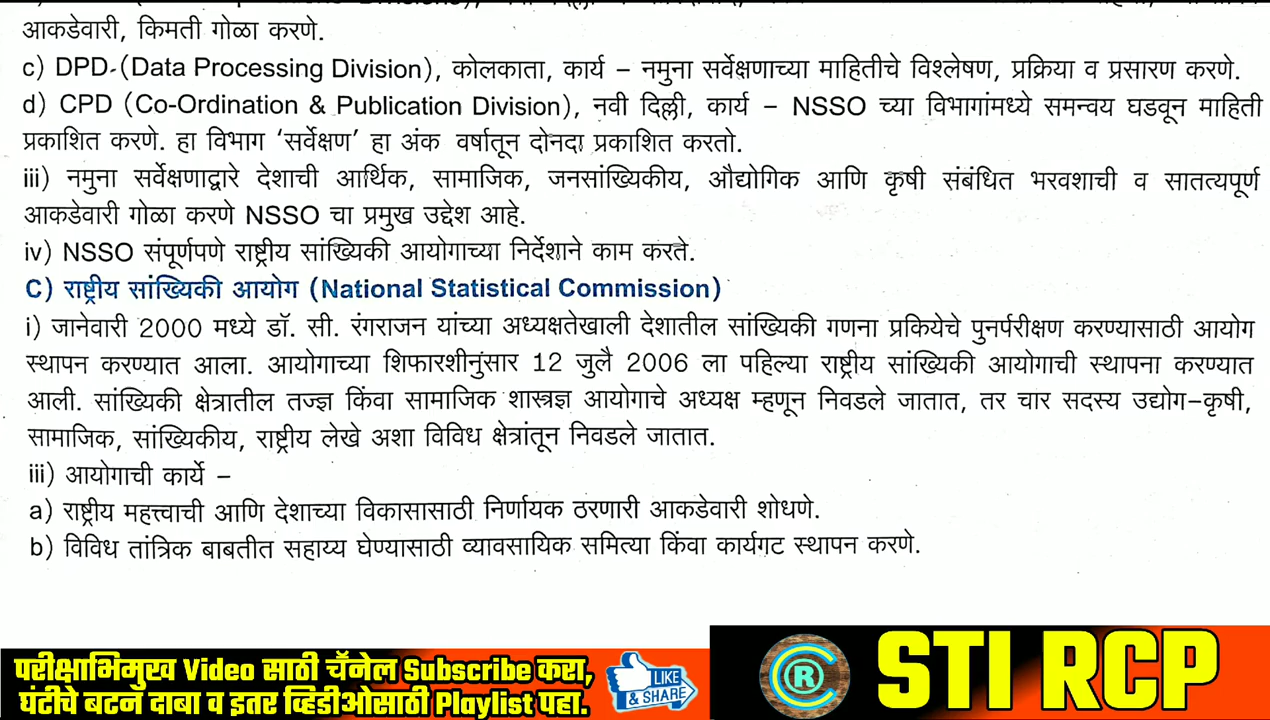 आकडेवारी, किमती गोळा करणे.
c) DPD-(Data Processing Division), कोलकाता, कार्य – नमुना सर्वेक्षणाच्या माहितीचे विश्लेषण, प्रक्रिया व प्रसारण करणे.
d) CPD (Co-Ordination & Publication Division), नवी दिल्ली, कार्य – NSSO च्या विभागांमध्ये समन्वय घडवून माहिती
प्रकाशित करणे. हा विभाग ‘सर्वेक्षण’ हा अंक वर्षातून दोनदा प्रकाशित करतो.
iii) नमुना सर्वेक्षणाद्वारे देशाची आर्थिक, सामाजिक, जनसांख्यिकीय, औद्योगिक आणि कृषी संबंधित भरवशाची व सातत्यपूर्ण
आकडेवारी गोळा करणे NSSO चा प्रमुख उद्देश आहे.
iv) NSSO संपूर्णपणे राष्ट्रीय सांख्यिकी आयोगाच्या निर्देशाने काम करते.
C) राष्ट्रीय सांख्यिकी आयोग (National Statistical Commission)
i) जानेवारी 2000 मध्ये डॉ. सी. रंगराजन यांच्या अध्यक्षतेखाली देशातील सांख्यिकी गणना प्रकियेचे पुनर्परीक्षण करण्यासाठी आयोग
स्थापन करण्यात आला. आयोगाच्या शिफारशीनुंसार 12 जुलै 2006 ला पहिल्या राष्ट्रीय सांख्यिकी आयोगाची स्थापना करण्यात
आली. सांख्यिकी क्षेत्रातील तज्ज्ञ किंवा सामाजिक शास्त्रज्ञ आयोगाचे अध्यक्ष म्हणून निवडले जातात, तर चार सदस्य उद्योग-कृषी,
सामाजिक, सांख्यिकीय, राष्ट्रीय लेखे अशा विविध क्षेत्रांतून निवडले जातात.
iii) आयोगाची कार्ये –
a) राष्ट्रीय महत्त्वाची आणि देशाच्या विकासासाठी निर्णायक ठरणारी आकडेवारी शोधणे.
b) विविध तांत्रिक बाबतीत सहाय्य घेण्यासाठी व्यावसायिक समित्या किंवा कार्यगट स्थापन करणे.
परीक्षाभिमुख Video साठी चॅनेल Subscribe करा,
घंटीचे बटन दाबा व इतर व्हिडीओसाठी Playlist पहा.
LIKE
& SHARE
R
STI RCP